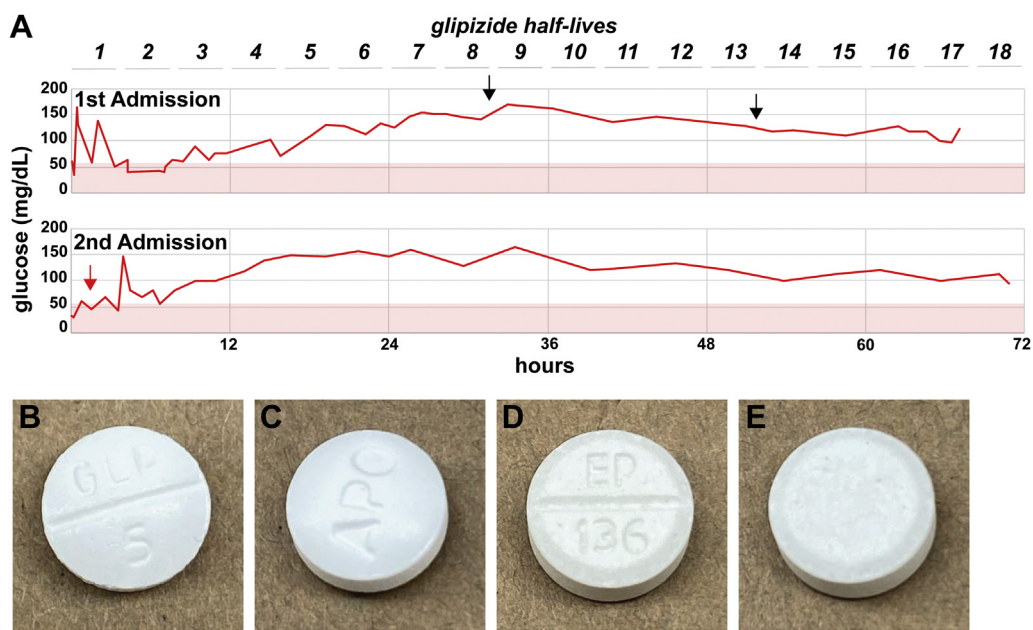 A
glipizide half-lives
1 2 3 4 5 6 7 8 9 10 11 12 13 14 15 16 17 18
1st Admission
200
150
100
50
0
glucose (mg/dL)
2nd Admission
200
150
100
50
0
12 24 36 48 60 72
hours
B
GLP
5
C
APO
D
EP
136
E